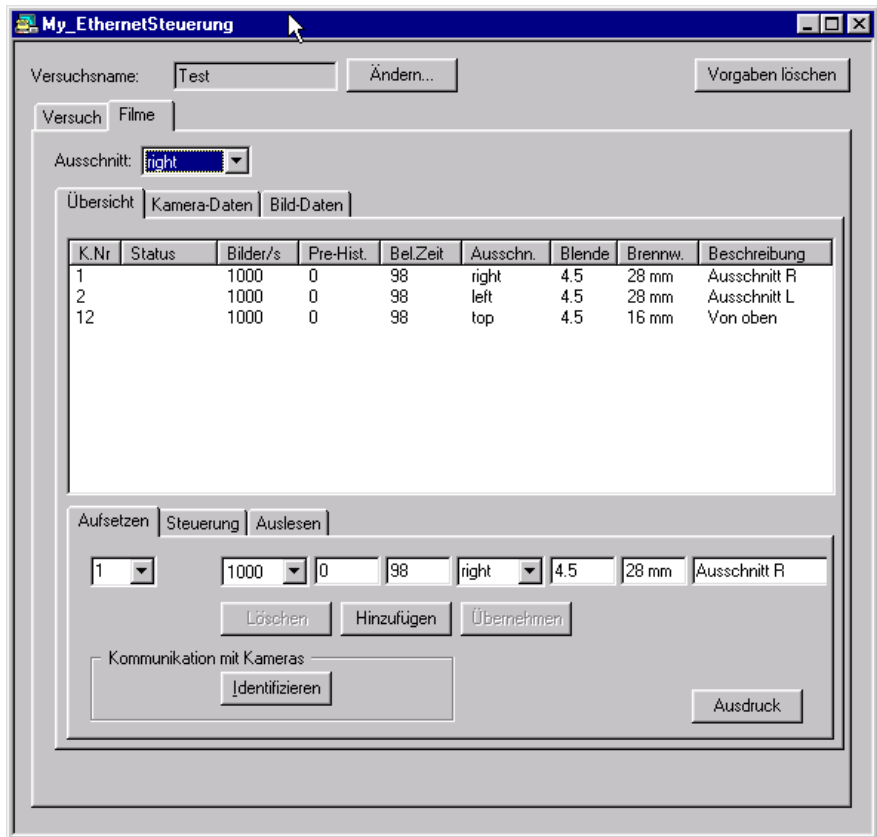 My_EthernetSteuerung
Versuchsname: Test Ändern... Vorgaben löschen
Versuch Filme
Ausschnitt: right
Übersicht Kamera-Daten Bild-Daten
K.Nr Status Bilder/s Pre-Hist. Bel.Zeit Ausschn. Blende Brennw. Beschreibung
1 1000 0 98 right 4.5 28 mm Ausschnitt R
2 1000 0 98 left 4.5 28 mm Ausschnitt L
12 1000 0 98 top 4.5 16 mm Von oben
Aufsetzen Steuerung Auslesen
1 1000 0 98 right 4.5 28 mm Ausschnitt R
Löschen Hinzufügen Übernehmen
Kommunikation mit Kameras
Identifizieren
Ausdruck